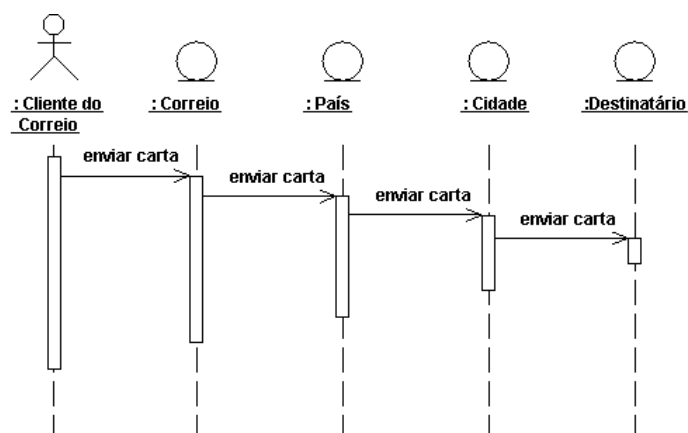 : Cliente do
Correio
: Correio
: País
: Cidade
:Destinatário
enviar carta
enviar carta
enviar carta
enviar carta